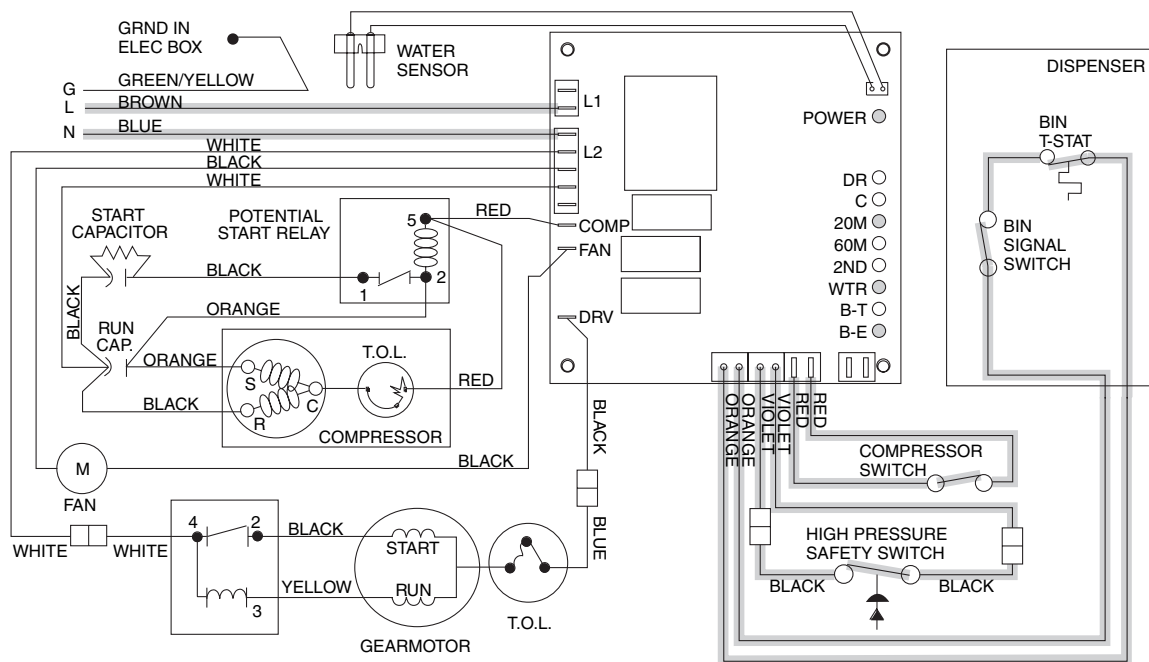 GRND IN
ELEC BOX
WATER
SENSOR
DISPENSER
G
GREEN/YELLOW
L
BROWN
L1
N
BLUE
WHITE
L2
BLACK
WHITE
POWER
BIN
T-STAT
START
CAPACITOR
POTENTIAL
START RELAY
5
RED
COMP
FAN
DR
C
20M
60M
2ND
WTR
B-T
B-E
BIN
SIGNAL
SWITCH
BLACK
1
2
ORANGE
DRV
BLACK
RUN
CAP.
ORANGE
T.O.L.
S
C
RED
BLACK
R
COMPRESSOR
BLACK
ORANGE
ORANGE
VIOLET
VIOLET
RED
RED
COMPRESSOR
SWITCH
M
FAN
BLACK
WHITE
WHITE
4
2
BLACK
START
BLUE
HIGH PRESSURE
SAFETY SWITCH
BLACK
BLACK
3
YELLOW
RUN
GEARMOTOR
T.O.L.